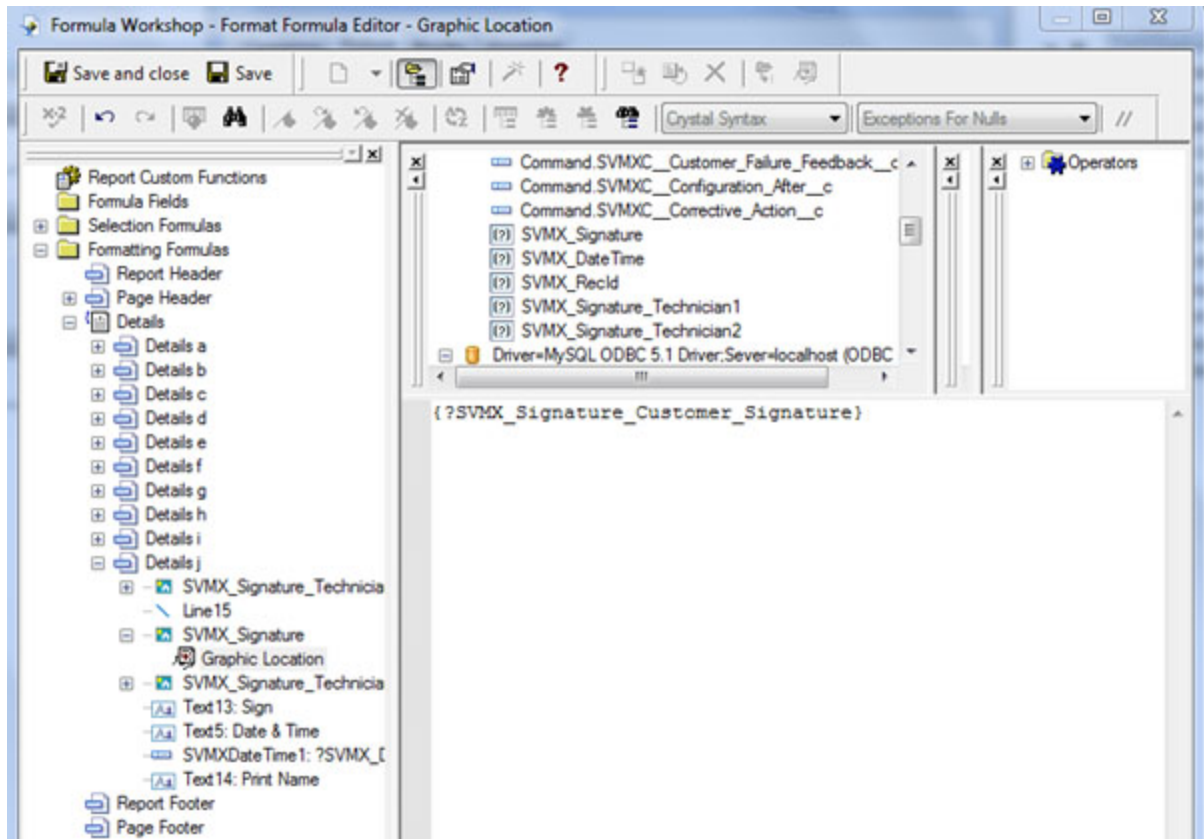 Formula Workshop - Format Formula Editor - Graphic Location
Save and close Save
Crystal Syntax Exceptions For Nulls //
Report Custom Functions
Formula Fields
Selection Formulas
Formatting Formulas
Report Header
Page Header
Details
Details a
Details b
Details c
Details d
Details e
Details f
Details g
Details h
Details i
Details j
SVMX_Signature_Technicia
Line15
SVMX_Signature
Graphic Location
SVMX_Signature_Technicia
Text13: Sign
Text5: Date & Time
SVMXDateTime1: ?SVMX_D
Text14: Print Name
Report Footer
Page Footer
Command.SVMXC__Customer_Failure_Feedback__c
Command.SVMXC__Configuration_After__c
Command.SVMXC__Corrective_Action__c
SVMX_Signature
SVMX_DateTime
SVMX_RecId
SVMX_Signature_Technician1
SVMX_Signature_Technician2
Driver=MySQL ODBC 5.1 Driver;Sever=localhost (ODBC
Operators
{?SVMX_Signature_Customer_Signature}